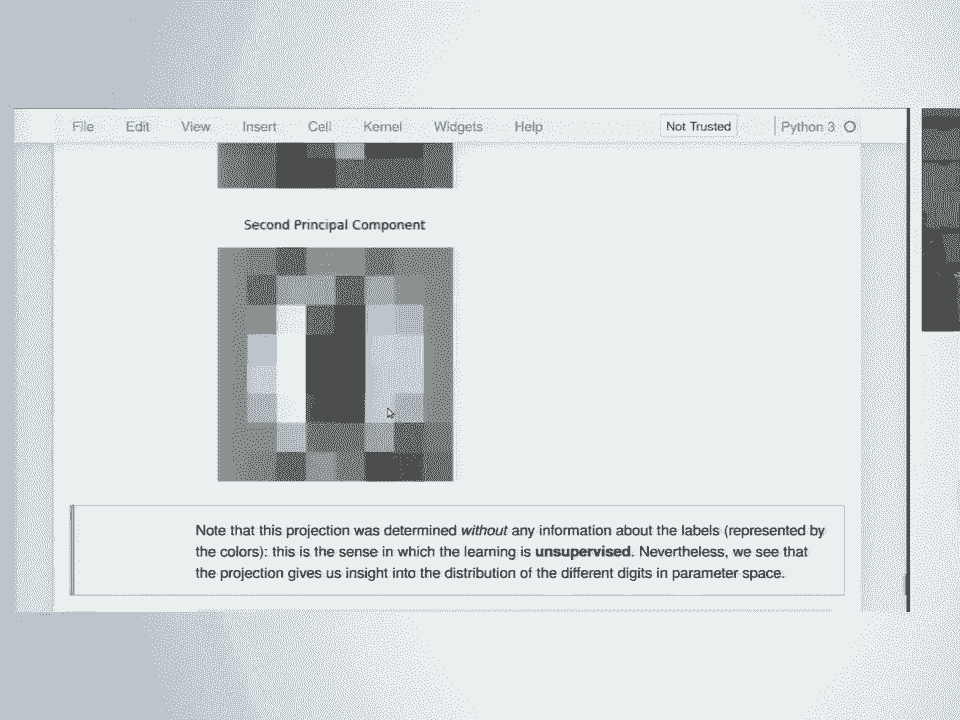 File Edit View Insert Cell Kernel Widgets Help Not Trusted Python 3
Second Principal Component
Note that this projection was determined without any information about the labels (represented by
the colors): this is the sense in which the learning is unsupervised. Nevertheless, we see that
the projection gives us insight into the distribution of the different digits in parameter space.